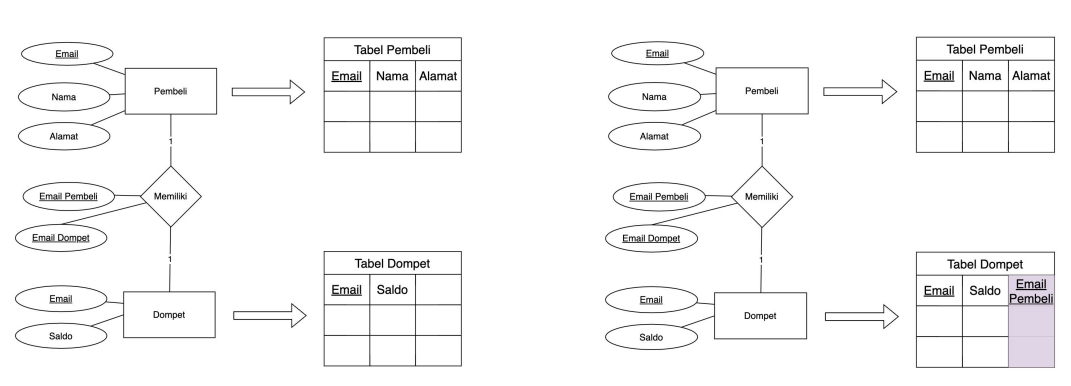 Email
Nama
Alamat
Pembeli
1
Email Pembeli
Email Dompet
Memiliki
1
Email
Saldo
Dompet
Tabel Pembeli
Email Nama Alamat
Tabel Dompet
Email Saldo
Email
Nama
Alamat
Pembeli
1
Email Pembeli
Email Dompet
Memiliki
1
Email
Saldo
Dompet
Tabel Pembeli
Email Nama Alamat
Tabel Dompet
Email Saldo Email
Pembeli